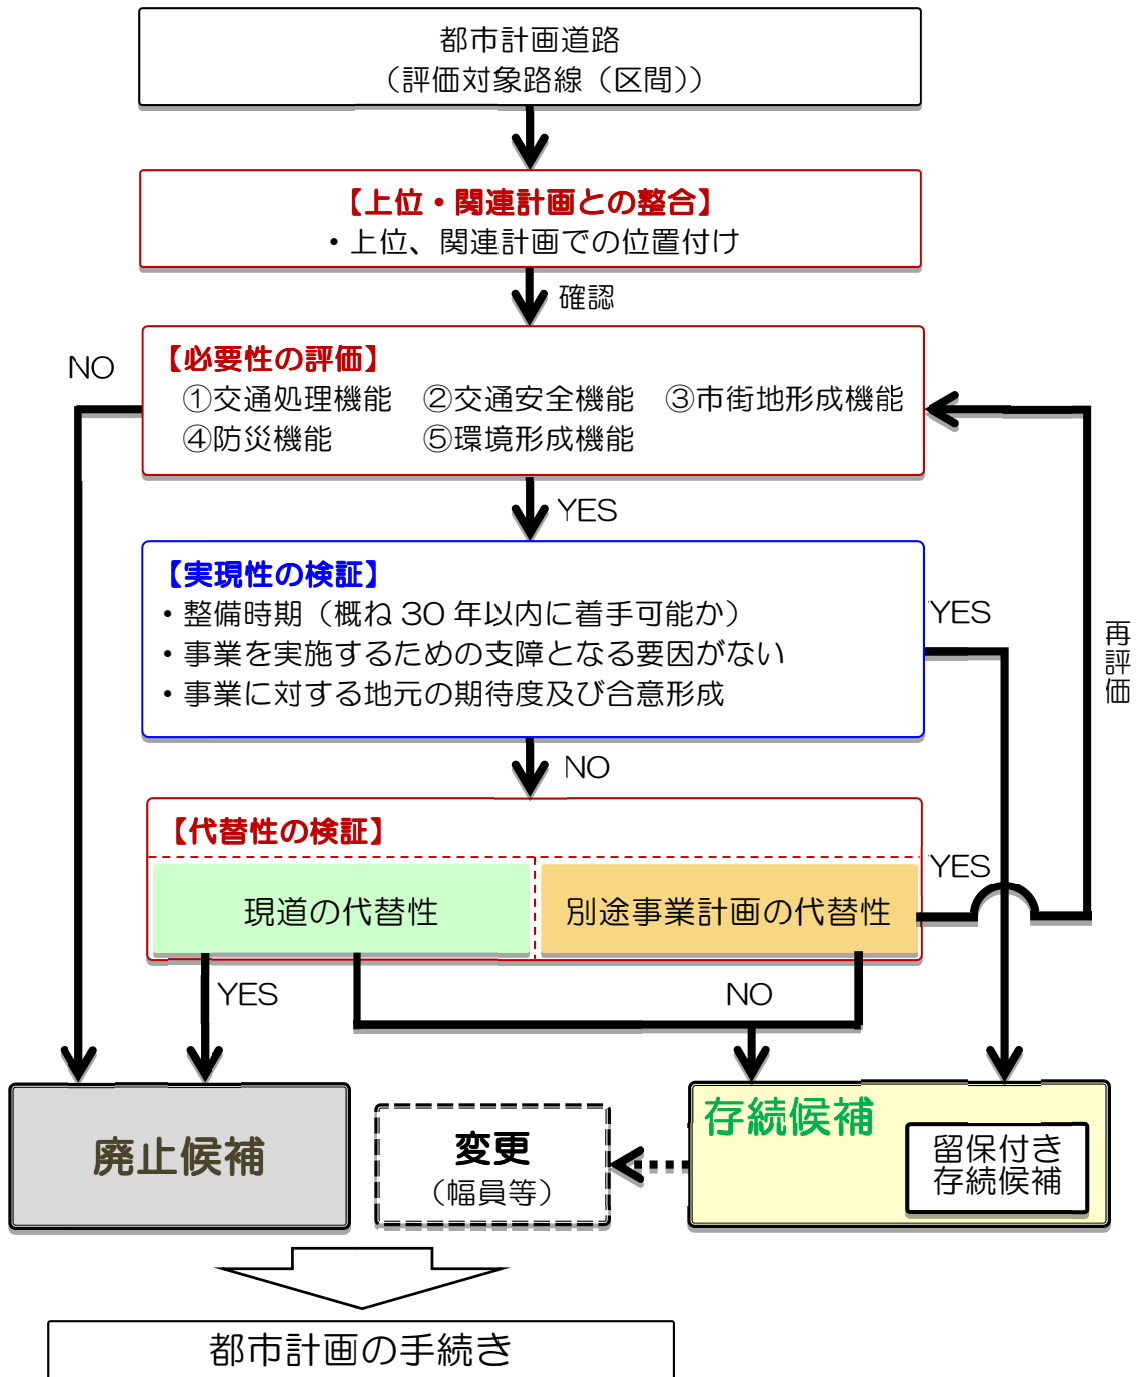 都市計画道路
（評価対象路線（区間））
【上位・関連計画との整合】
・上位、関連計画での位置付け
確認
NO
【必要性の評価】
①交通処理機能　②交通安全機能　③市街地形成機能
④防災機能　⑤環境形成機能
YES
【実現性の検証】
・整備時期（概ね 30 年以内に着手可能か）
・事業を実施するための支障となる要因がない
・事業に対する地元の期待度及び合意形成
YES
再評価
NO
【代替性の検証】
現道の代替性
別途事業計画の代替性
YES
YES
NO
廃止候補
変更
（幅員等）
存続候補
留保付き
存続候補
都市計画の手続き